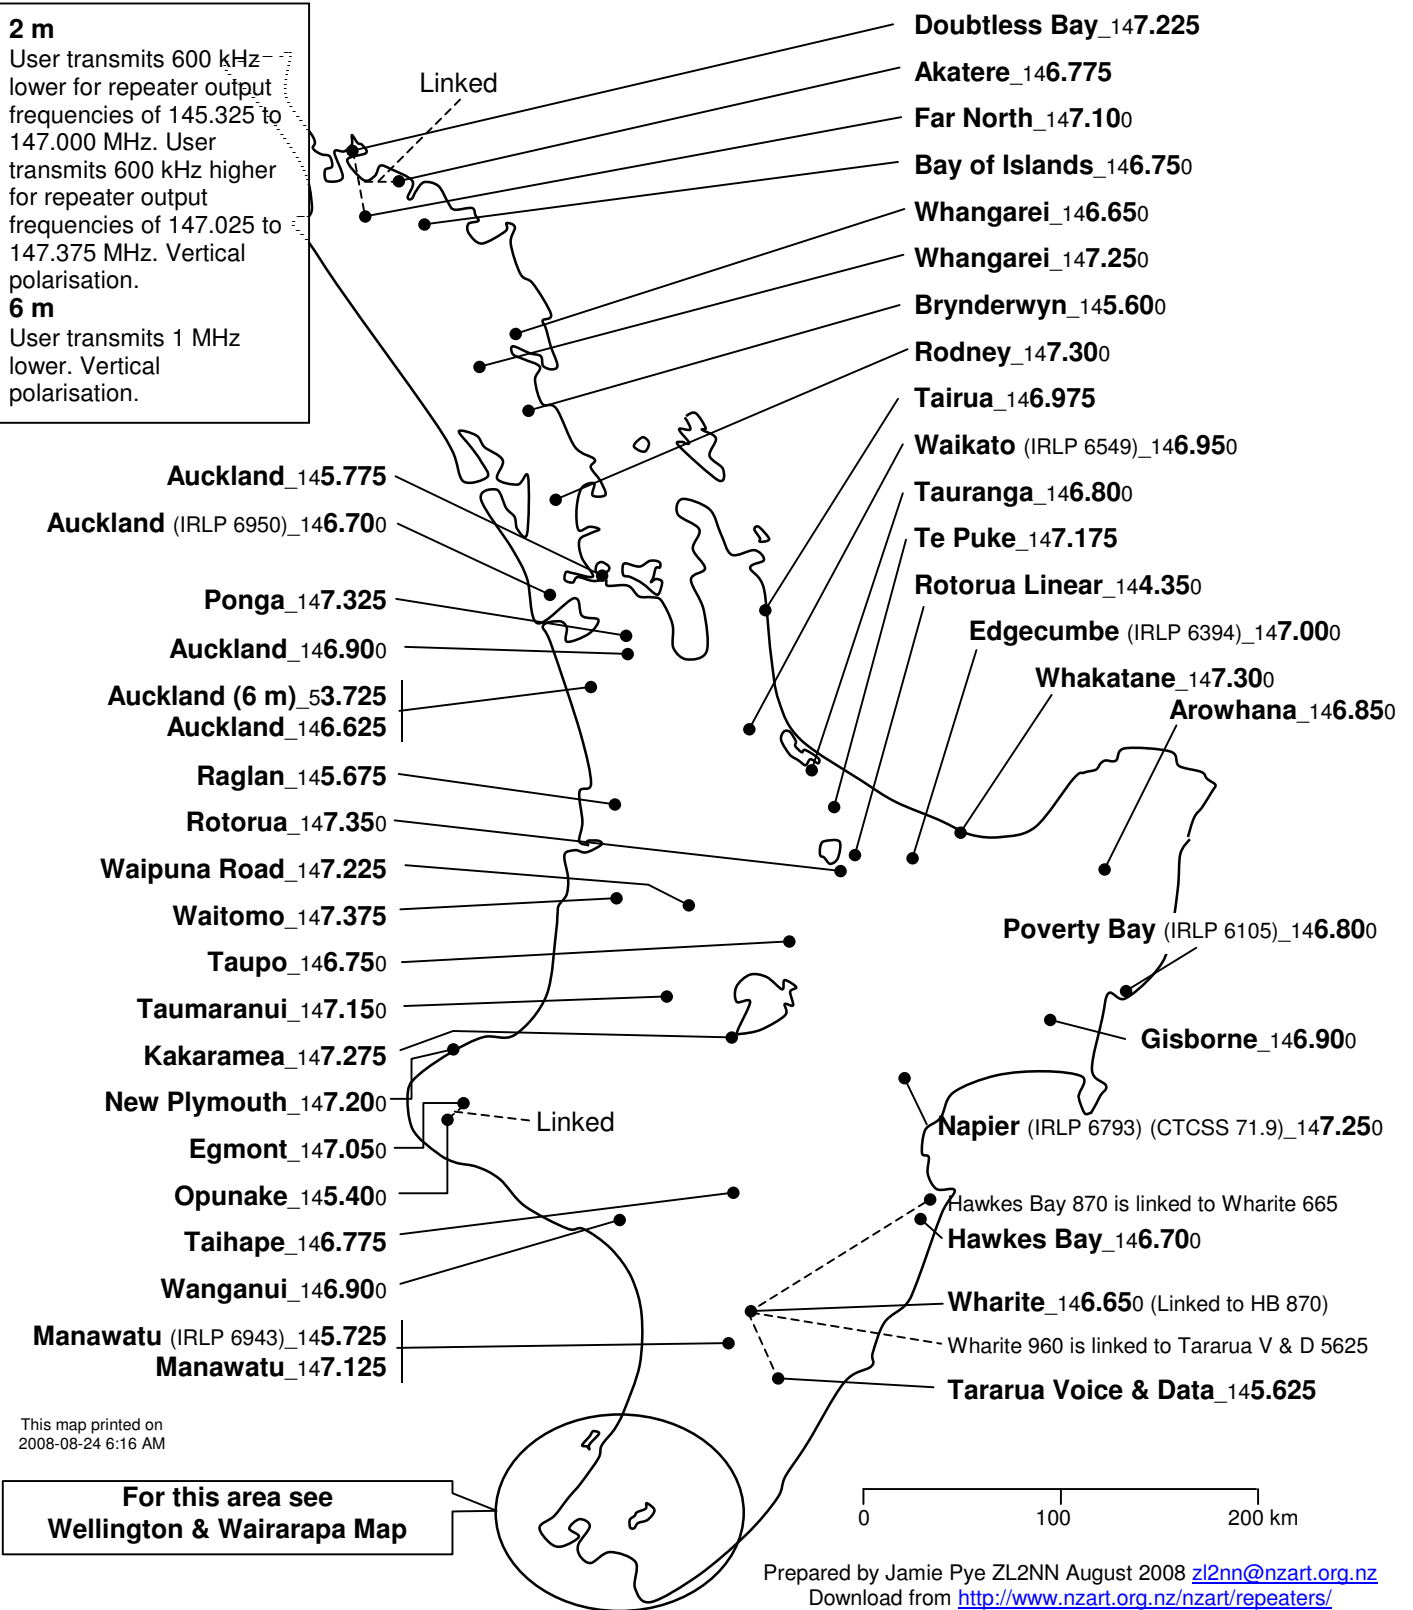 2 m
User transmits 600 kHz
lower for repeater output
frequencies of 145.325 to
147.000 MHz. User
transmits 600 kHz higher
for repeater output
frequencies of 147.025 to
147.375 MHz. Vertical
polarisation.
6 m
User transmits 1 MHz
lower. Vertical
polarisation.
Linked
Doubtless Bay_147.225
Akatere_146.775
Far North_147.100
Bay of Islands_146.750
Whangarei_146.650
Whangarei_147.250
Brynderwyn_145.600
Rodney_147.300
Tairua_146.975
Waikato (IRLP 6549)_146.950
Tauranga_146.800
Te Puke_147.175
Rotorua Linear_144.350
Edgecumbe (IRLP 6394)_147.000
Whakatane_147.300
Arowhana_146.850
Auckland_145.775
Auckland (IRLP 6950)_146.700
Ponga_147.325
Auckland_146.900
Auckland (6 m)_53.725
Auckland_146.625
Raglan_145.675
Rotorua_147.350
Waipuna Road_147.225
Waitomo_147.375
Taupo_146.750
Taumaranui_147.150
Kakaramea_147.275
New Plymouth_147.200
Egmont_147.050
Opunake_145.400
Taihape_146.775
Wanganui_146.900
Manawatu (IRLP 6943)_145.725
Manawatu_147.125
Linked
Poverty Bay (IRLP 6105)_146.800
Gisborne_146.900
Napier (IRLP 6793) (CTCSS 71.9)_147.250
Hawkes Bay 870 is linked to Wharite 665
Hawkes Bay_146.700
Wharite_146.650 (Linked to HB 870)
Wharite 960 is linked to Tararua V & D 5625
Tararua Voice & Data_145.625
This map printed on
2008-08-24 6:16 AM
For this area see
Wellington & Wairarapa Map
0 100 200 km
Prepared by Jamie Pye ZL2NN August 2008 zl2nn@nzart.org.nz
Download from http://www.nzart.org.nz/nzart/repeaters/